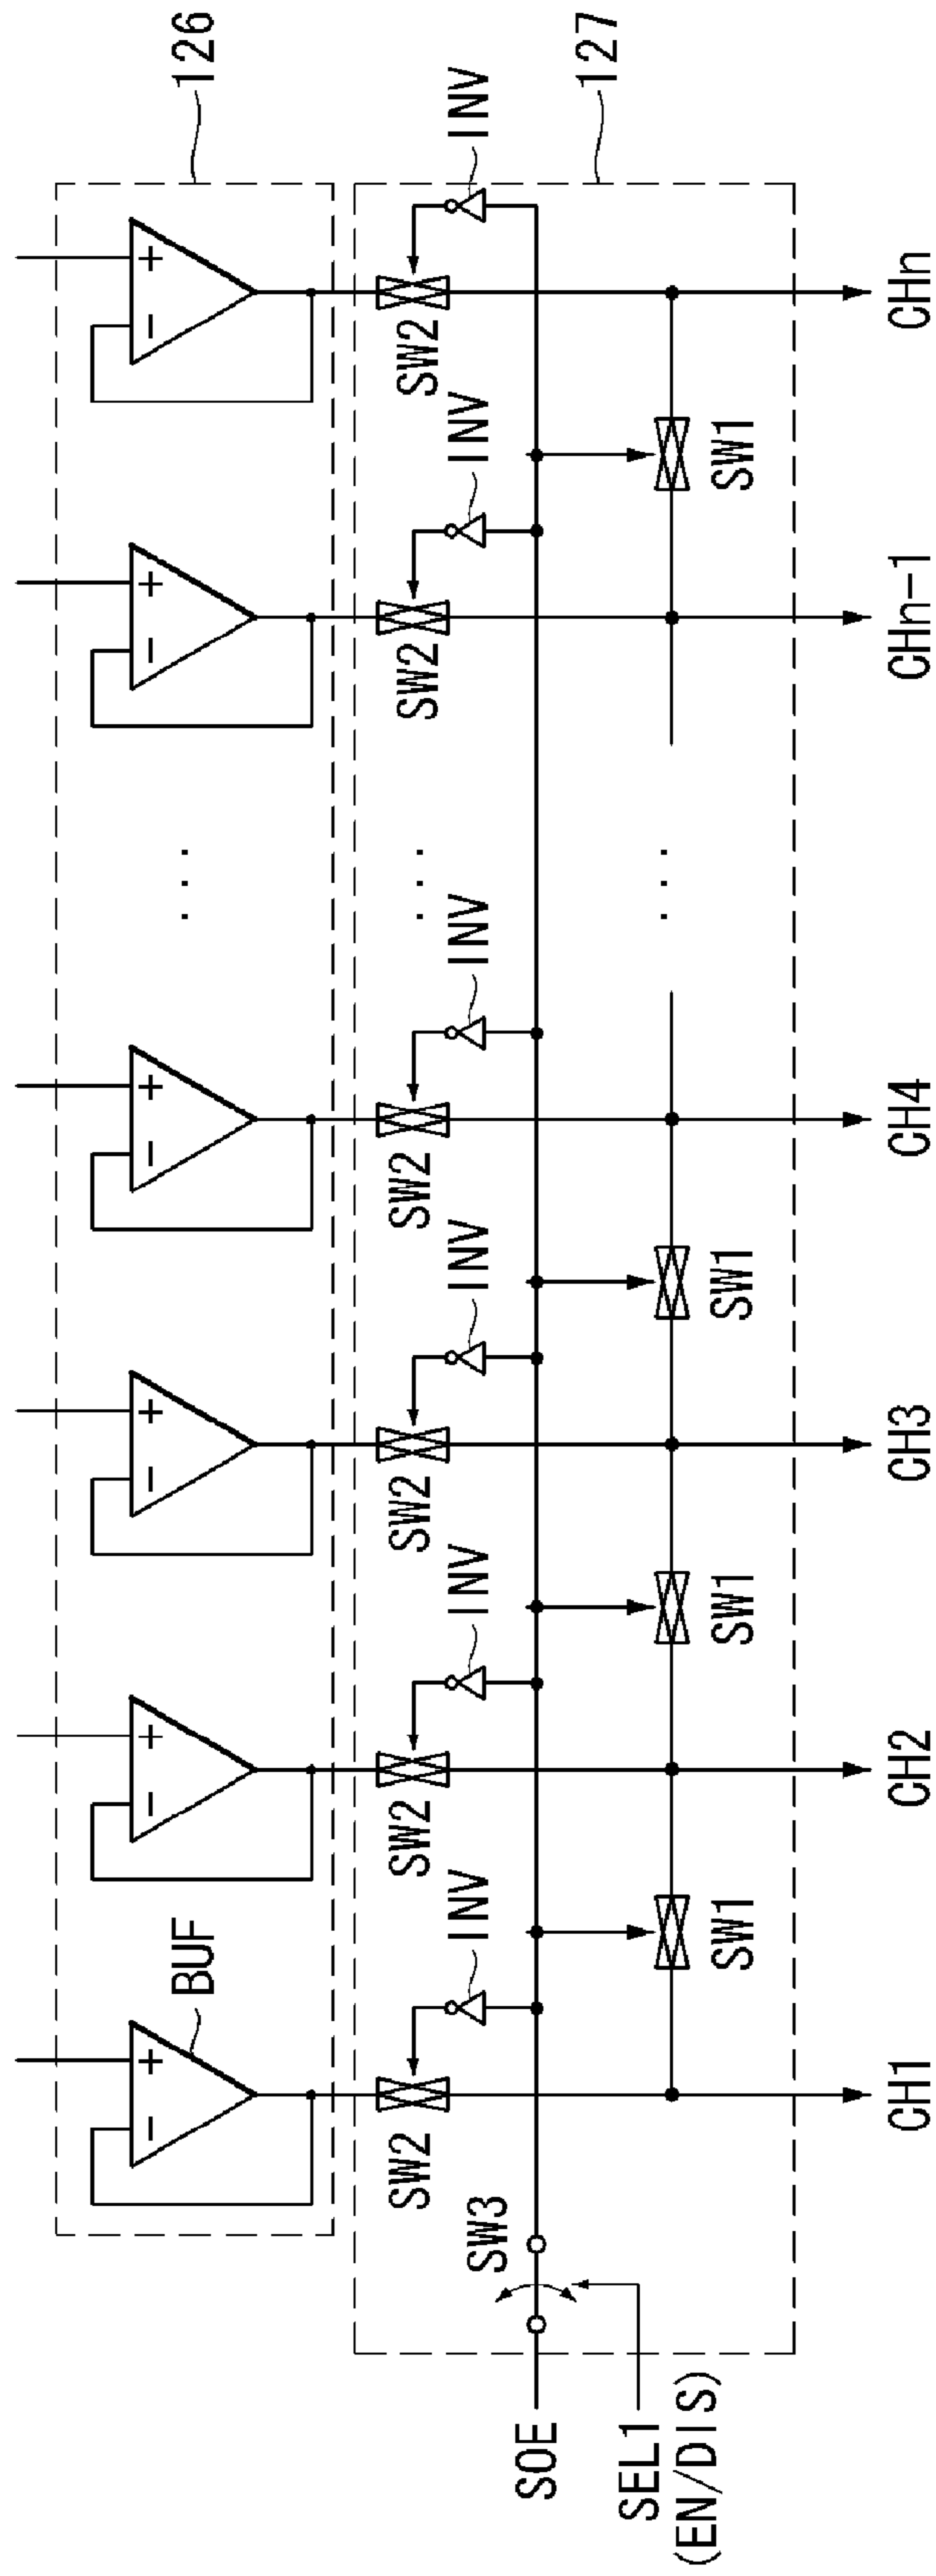 126
BUF
+
-
+
-
+
-
+
-
+
-
+
-
127
INV
INV
INV
INV
INV
INV
SW2
SW2
SW2
SW2
SW2
SW2
SW3
SOE
SEL1
(EN/DIS)
SW1
SW1
SW1
SW1
CH1
CH2
CH3
CH4
CHn-1
CHn